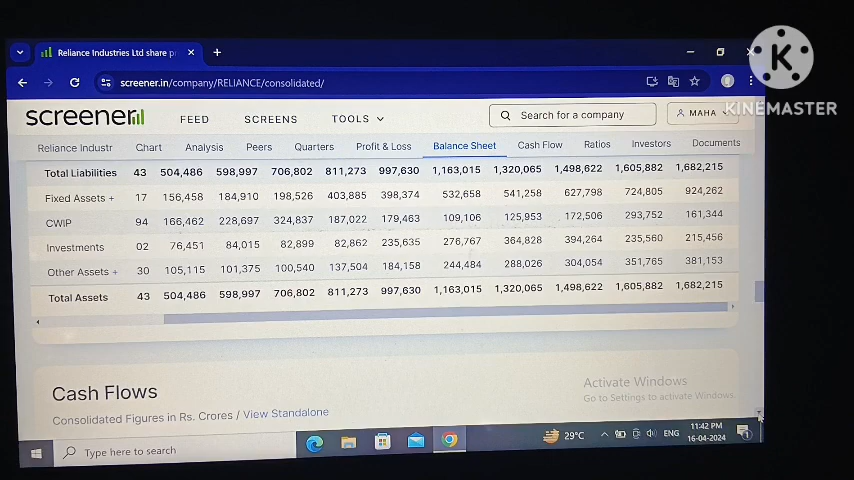 Reliance Industries Ltd share pr
screener.in/company/RELIANCE/consolidated/
KINEMASTER
screener
FEED
SCREENS
TOOLS
Search for a company
MAHA
Reliance Industr
Chart
Analysis
Peers
Quarters
Profit & Loss
Balance Sheet
Cash Flow
Ratios
Investors
Documents
Total Liabilities 43 504,486 598,997 706,802 811,273 997,630 1,163,015 1,320,065 1,498,622 1,605,882 1,682,215
Fixed Assets + 17 156,458 184,910 198,526 403,885 398,374 532,658 541,258 627,798 724,805 924,262
CWIP 94 166,462 228,697 324,837 187,022 179,463 109,106 125,953 172,506 293,752 161,344
Investments 02 76,451 84,015 82,899 82,862 235,635 276,767 364,828 394,264 235,560 215,456
Other Assets + 30 105,115 101,375 100,540 137,504 184,158 244,484 288,026 304,054 351,765 381,153
Total Assets 43 504,486 598,997 706,802 811,273 997,630 1,163,015 1,320,065 1,498,622 1,605,882 1,682,215
Cash Flows
Consolidated Figures in Rs. Crores / View Standalone
Activate Windows
Go to Settings to activate Windows.
Type here to search
29°C
ENG
11:42 PM
16-04-2024